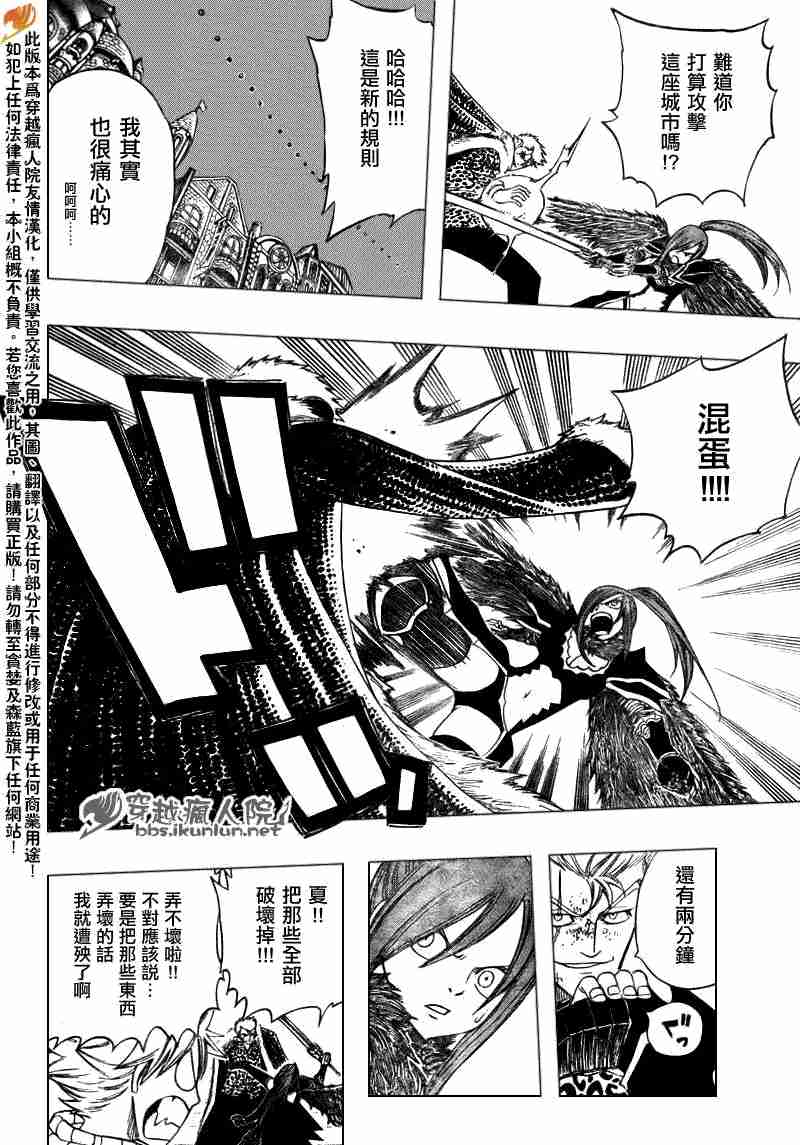 難道你
打算攻擊
這座城市嗎!?
哈哈哈!!!
這是新的規則
我其實
也很痛心的
呵呵呵……
混蛋
!!!!
還有兩分鐘
ぐっ
夏!!
把那些全部
破壞掉!!!
弄不壞啦!!
不對應該說…
要是把那些東西
弄壞的話
我就遭殃了啊
穿越瘋人院
bbs.ikunlun.net
此版本爲穿越瘋人院友情漢化，僅供學習交流之用。其圖、翻譯以及任何部分不得進行修改或用于任何商業用途！
如犯上任何法律責任，本小組概不負責。若您喜歡此作品，請購買正版！請勿轉至貪婪及森藍旗下任何網站！